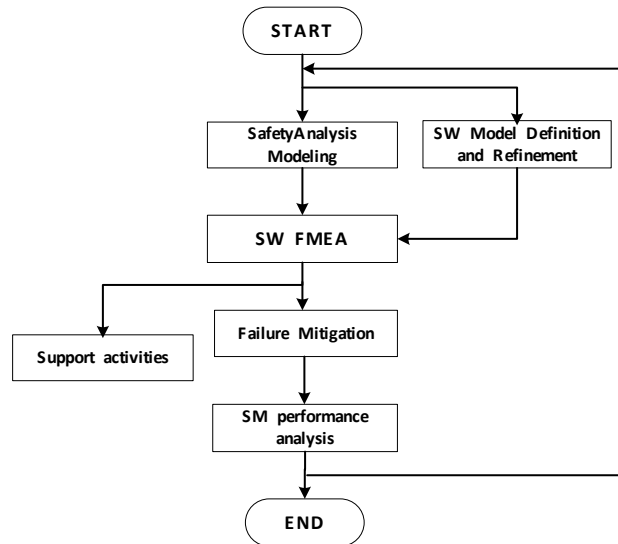 START
SafetyAnalysis
Modeling
SW Model Definition
and Refinement
SW FMEA
Support activities
Failure Mitigation
SM performance
analysis
END